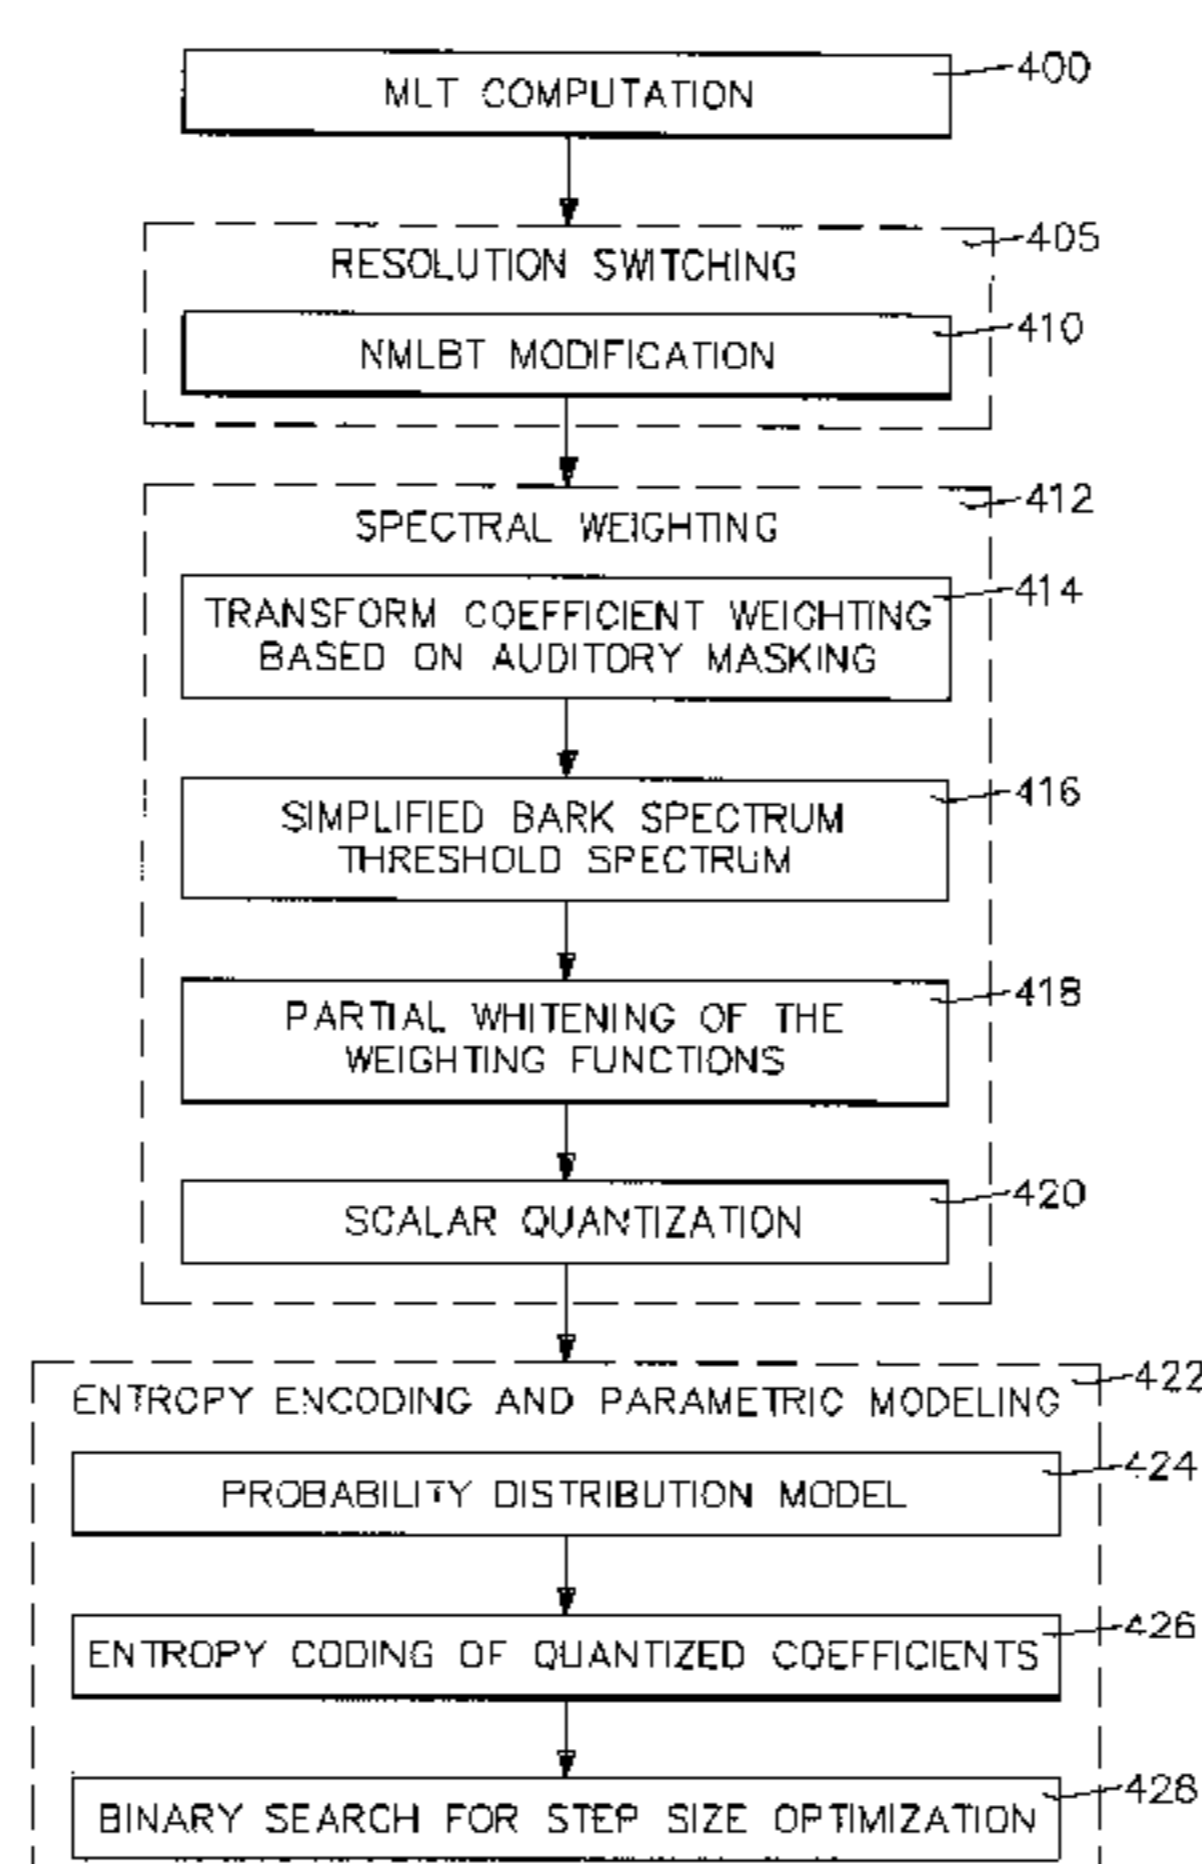 MLT COMPUTATION
400
RESOLUTION SWITCHING
405
NMLBT MODIFICATION
410
SPECTRAL WEIGHTING
412
TRANSFORM COEFFICIENT WEIGHTING
BASED ON AUDITORY MASKING
414
SIMPLIFIED BARK SPECTRUM
THRESHOLD SPECTRUM
416
PARTIAL WHITENING OF THE
WEIGHTING FUNCTIONS
418
SCALAR QUANTIZATION
420
ENTROPY ENCODING AND PARAMETRIC MODELING
422
PROBABILITY DISTRIBUTION MODEL
424
ENTROPY CODING OF QUANTIZED COEFFICIENTS
426
BINARY SEARCH FOR STEP SIZE OPTIMIZATION
428